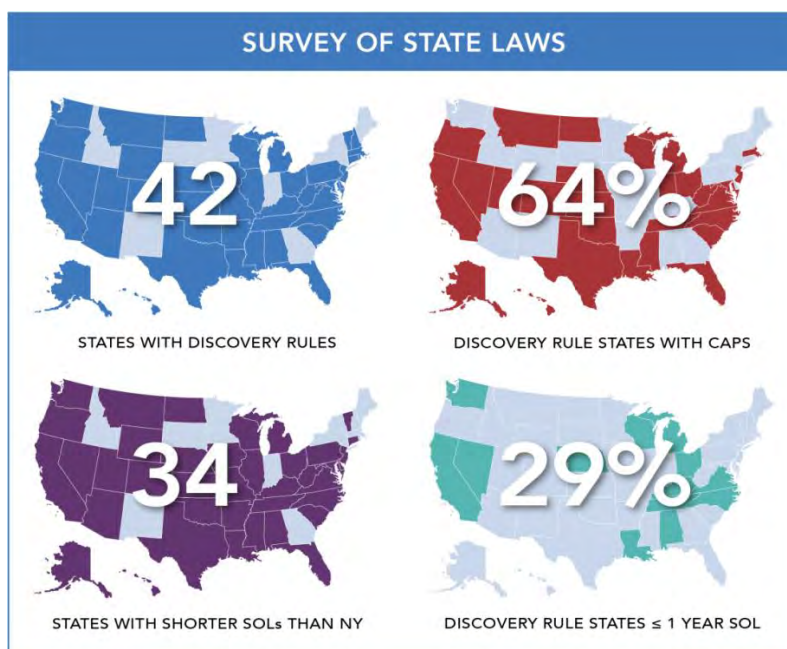 SURVEY OF STATE LAWS
42
STATES WITH DISCOVERY RULES
64%
DISCOVERY RULE STATES WITH CAPS
34
STATES WITH SHORTER SOLs THAN NY
29%
DISCOVERY RULE STATES ≤ 1 YEAR SOL